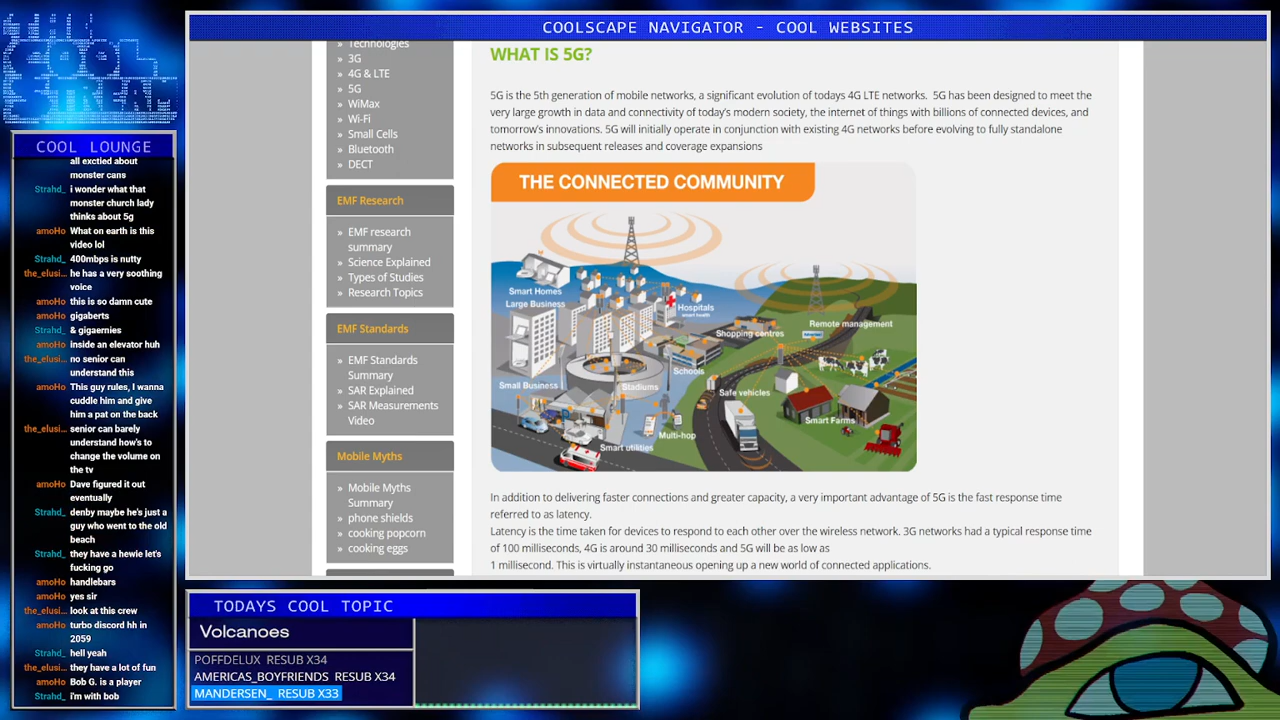 COOLSCAPE NAVIGATOR - COOL WEBSITES
COOL LOUNGE
all exctied about
monster cans
Strahd_ i wonder what that
monster church lady
thinks about 5g
amoHo What on earth is this
video lol
Strahd_ 400mbps is nutty
the_elusi... he has a very soothing
voice
amoHo this is so damn cute
amoHo gigaberts
Strahd_ & gigaernies
amoHo inside an elevator huh
the_elusi... no senior can
understand this
amoHo This guy rules, I wanna
cuddle him and give
him a pat on the back
the_elusi... senior can barely
understand how's to
change the volume on
the tv
amoHo Dave figured it out
eventually
Strahd_ denby maybe he's just a
guy who went to the old
beach
Strahd_ they have a hewie let's
fucking go
amoHo handlebars
amoHo yes sir
the_elusi... look at this crew
amoHo turbo discord hh in
2059
Strahd_ hell yeah
the_elusi... they have a lot of fun
amoHo Bob G. is a player
Strahd_ i'm with bob
Technologies
» 3G
» 4G & LTE
» 5G
» WiMax
» Wi-Fi
» Small Cells
» Bluetooth
» DECT
EMF Research
» EMF research
summary
» Science Explained
» Types of Studies
» Research Topics
EMF Standards
» EMF Standards
Summary
» SAR Explained
» SAR Measurements
Video
Mobile Myths
» Mobile Myths
Summary
» phone shields
» cooking popcorn
» cooking eggs
WHAT IS 5G?
5G is the 5th generation of mobile networks, a significant evolution of todays 4G LTE networks.  5G has been designed to meet the
very large growth in data and connectivity of today's modern society, the internet of things with billions of connected devices, and
tomorrow's innovations. 5G will initially operate in conjunction with existing 4G networks before evolving to fully standalone
networks in subsequent releases and coverage expansions
THE CONNECTED COMMUNITY
Smart Homes
Large Business
Hospitals
smart health
Remote management
Shopping centres
Schools
Small Business
Stadiums
Safe vehicles
Smart Farms
Multi-hop
Smart utilities
In addition to delivering faster connections and greater capacity, a very important advantage of 5G is the fast response time
referred to as latency.
Latency is the time taken for devices to respond to each other over the wireless network. 3G networks had a typical response time
of 100 milliseconds, 4G is around 30 milliseconds and 5G will be as low as
1 millisecond. This is virtually instantaneous opening up a new world of connected applications.
TODAYS COOL TOPIC
Volcanoes
POFFDELUX RESUB X34
AMERICAS_BOYFRIENDS RESUB X34
MANDERSEN_ RESUB X33